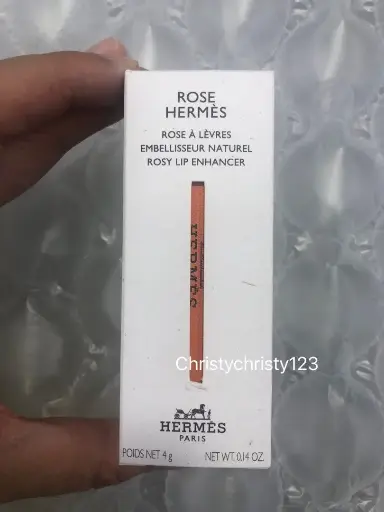 ROSE
HERMÈS
ROSE À LÈVRES
EMBELLISSEUR NATUREL
ROSY LIP ENHANCER
HERMÈS
Christychristy123
HERMÈS
PARIS
POIDS NET 4 g NET WT. 0.14 OZ.